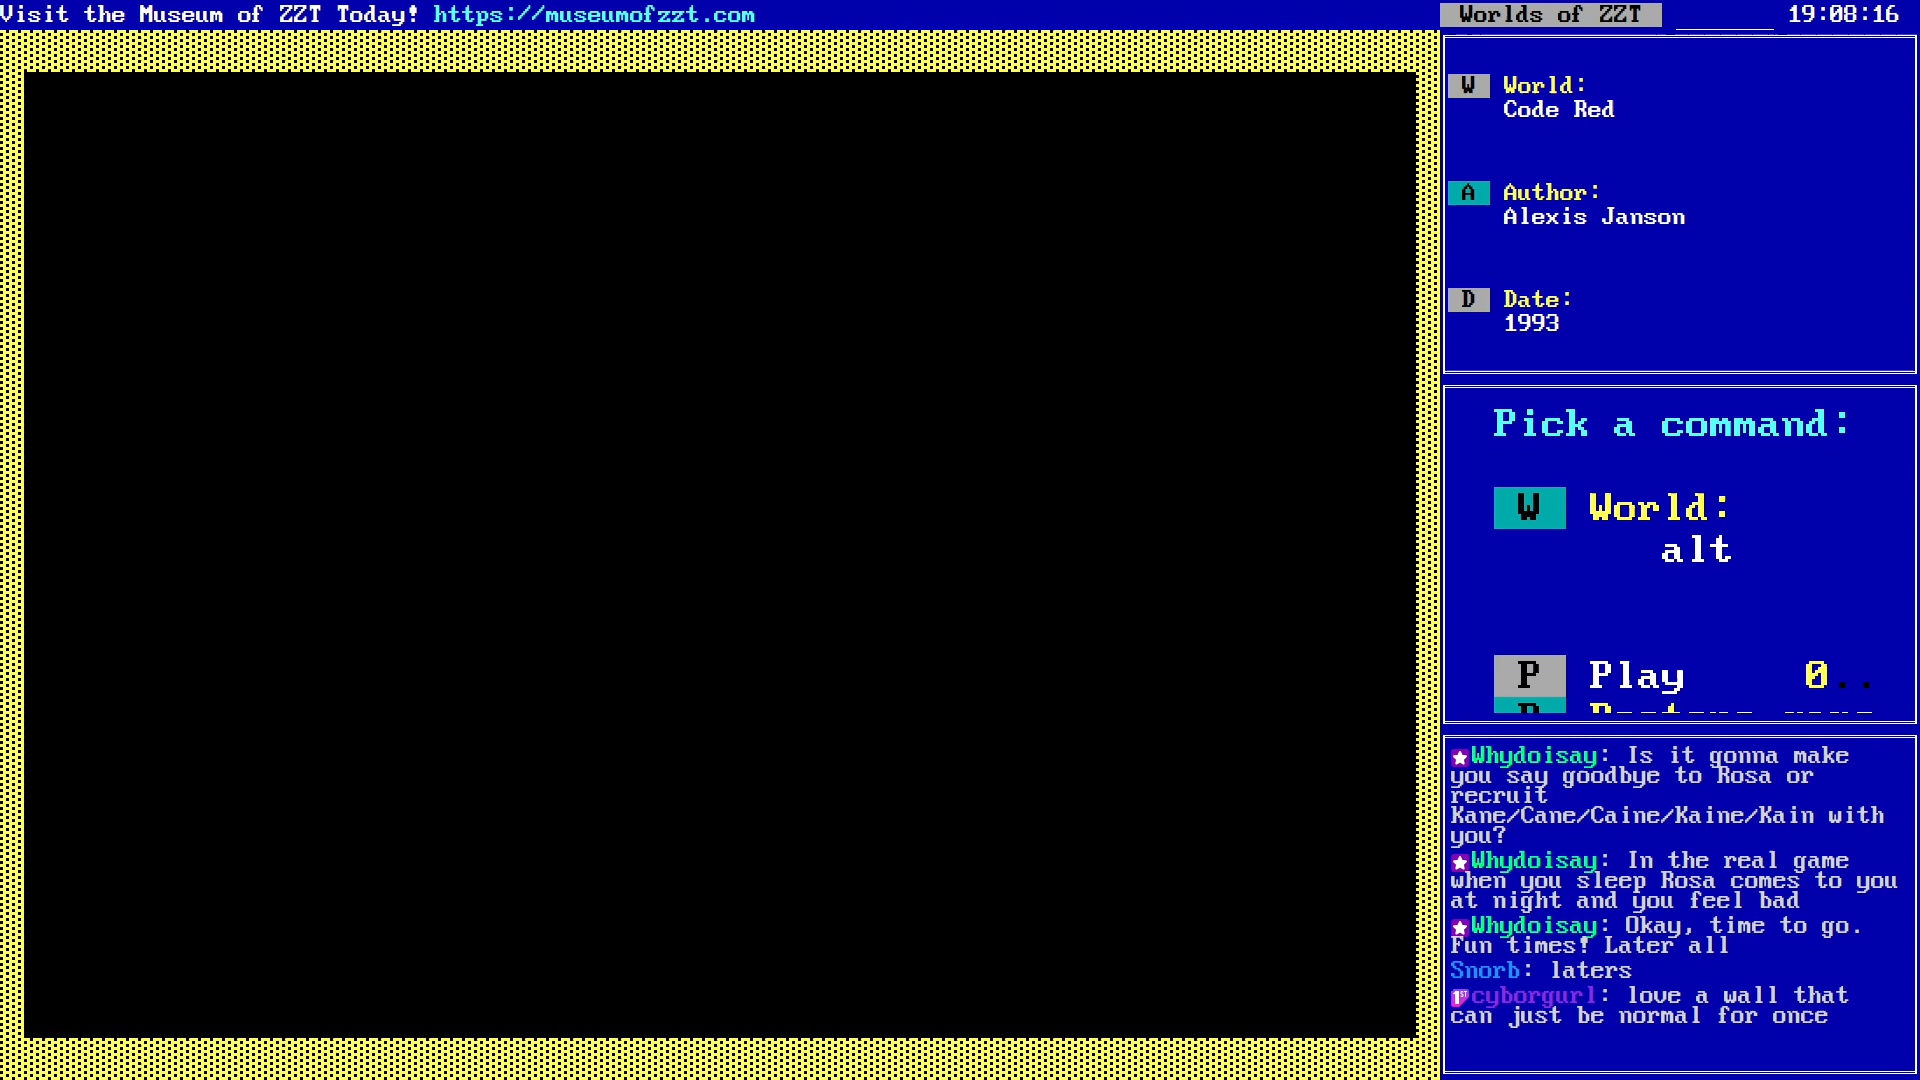 Visit the Museum of ZZT Today! https://museumofzzt.com
Worlds of ZZT 19:08:16
W World:
Code Red
A Author:
Alexis Janson
D Date:
1993
Pick a command:
W World:
alt
P Play 0..
★Whydoisay: Is it gonna make
you say goodbye to Rosa or
recruit
Kane/Cane/Caine/Kaine/Kain with
you?
★Whydoisay: In the real game
when you sleep Rosa comes to you
at night and you feel bad
★Whydoisay: Okay, time to go.
Fun times! Later all
Snorb: laters
1ST cyborgurl: love a wall that
can just be normal for once